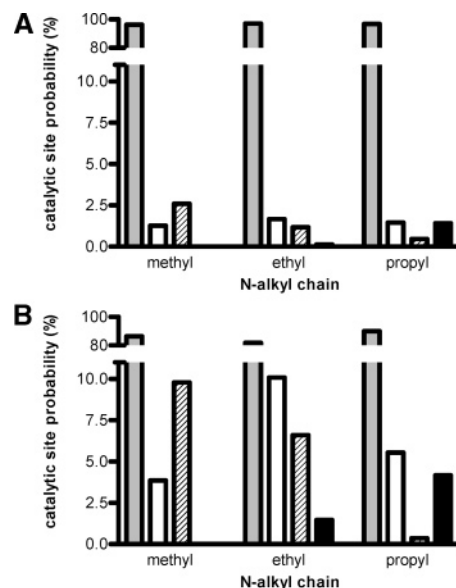 A
catalytic site probability (%)
100
80
10.0
7.5
5.0
2.5
0.0
methyl ethyl propyl
N-alkyl chain
B
catalytic site probability (%)
100
80
10.0
7.5
5.0
2.5
0.0
methyl ethyl propyl
N-alkyl chain